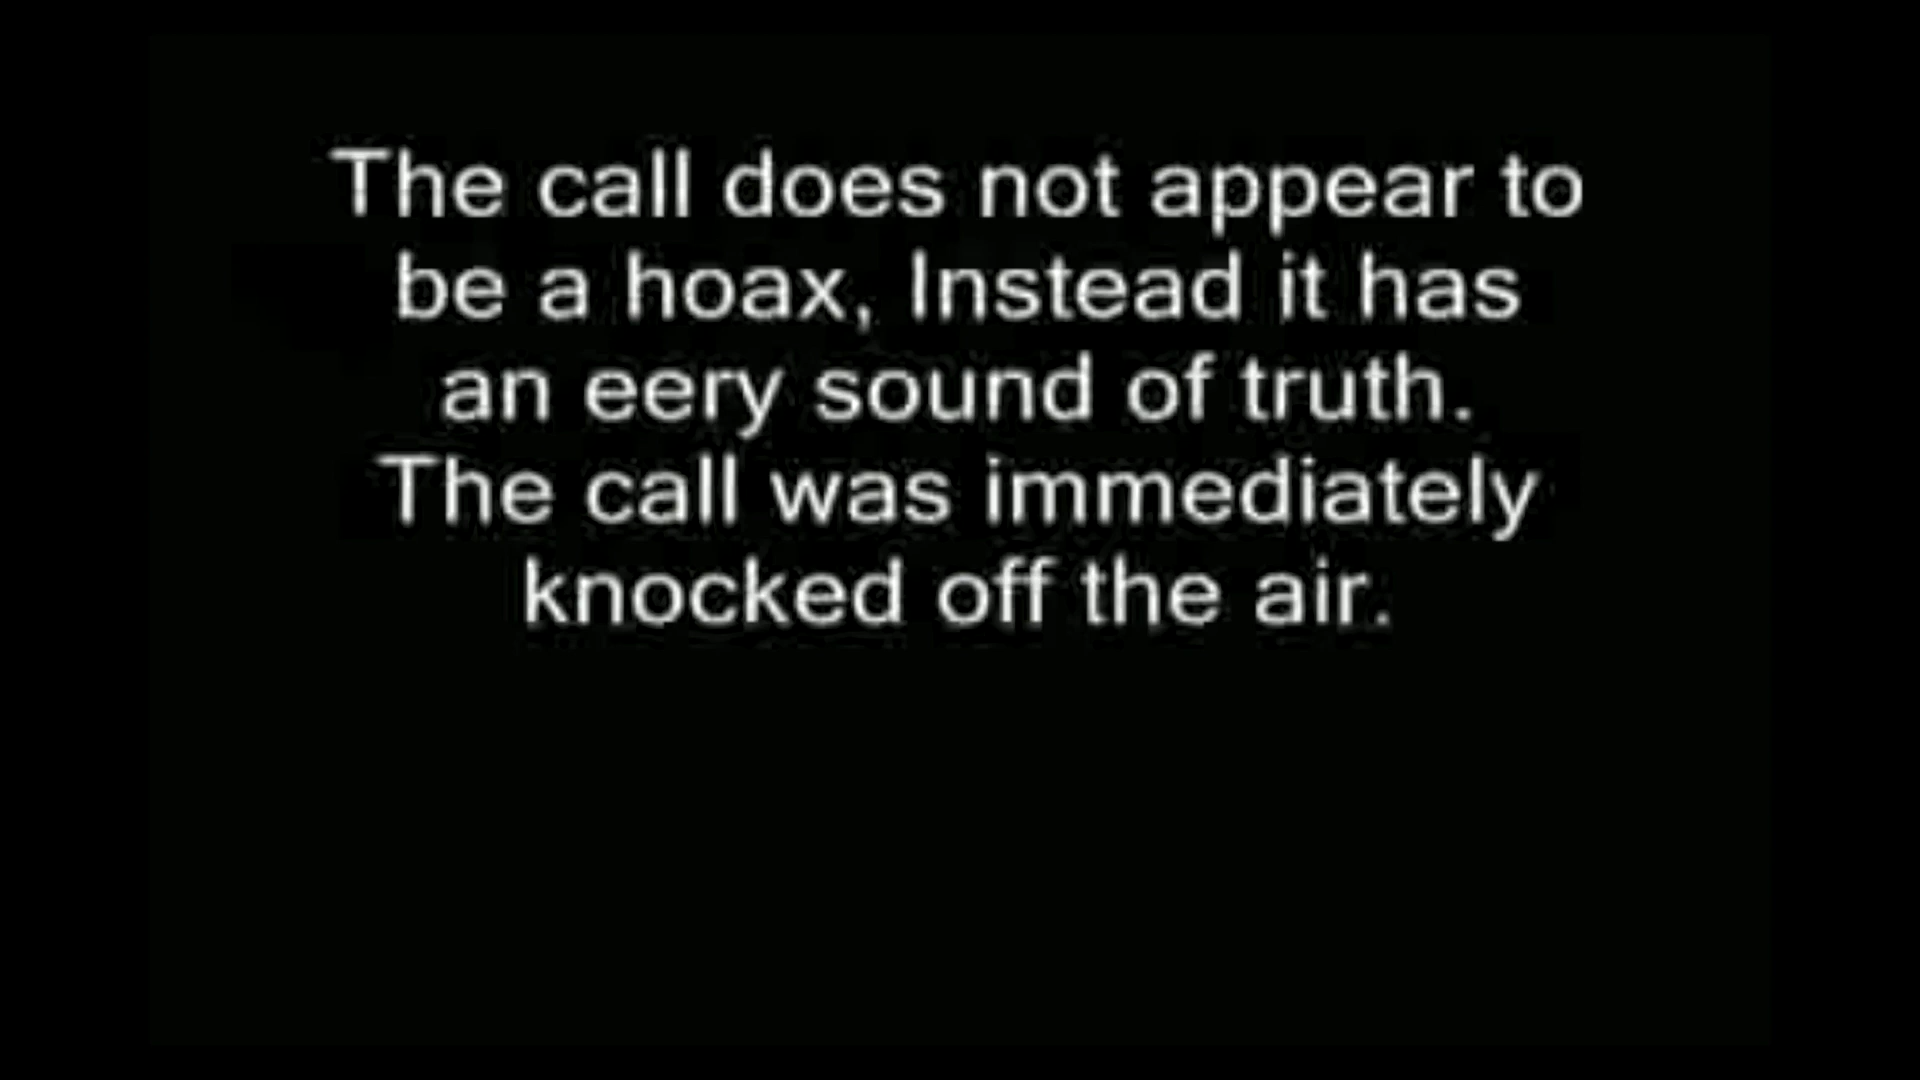 The call does not appear to
be a hoax, Instead it has
an eery sound of truth.
The call was immediately
knocked off the air.